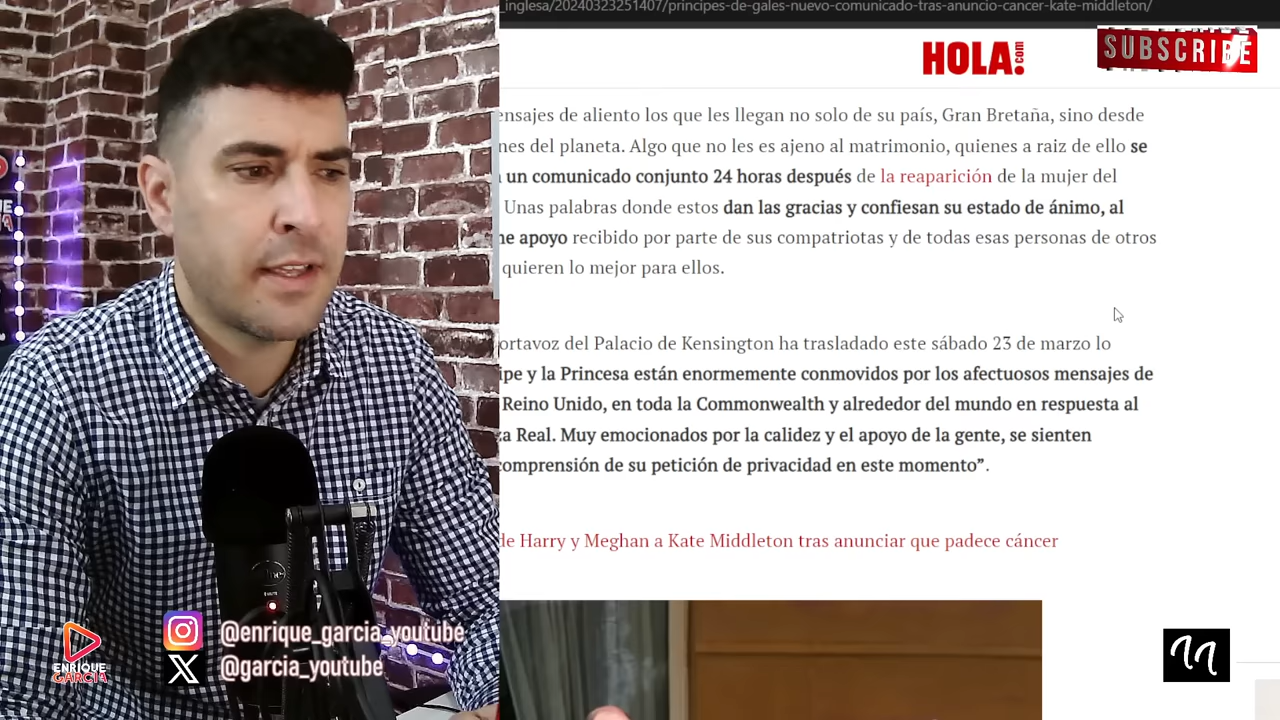 inglesa/20240323251407/principes-de-gales-nuevo-comunicado-tras-anuncio-cancer-kate-middleton/
HOLA!.com
SUBSCRIBE
ensajes de aliento los que les llegan no solo de su país, Gran Bretaña, sino desde
nes del planeta. Algo que no les es ajeno al matrimonio, quienes a raiz de ello se
un comunicado conjunto 24 horas después de la reaparición de la mujer del
Unas palabras donde estos dan las gracias y confiesan su estado de ánimo, al
ne apoyo recibido por parte de sus compatriotas y de todas esas personas de otros
quieren lo mejor para ellos.
ortavoz del Palacio de Kensington ha trasladado este sábado 23 de marzo lo
ipe y la Princesa están enormemente conmovidos por los afectuosos mensajes de
Reino Unido, en toda la Commonwealth y alrededor del mundo en respuesta al
za Real. Muy emocionados por la calidez y el apoyo de la gente, se sienten
comprensión de su petición de privacidad en este momento”.
de Harry y Meghan a Kate Middleton tras anunciar que padece cáncer
@enrique_garcia_youtube
@garcia_youtube
ENRIQUE
GARCIA